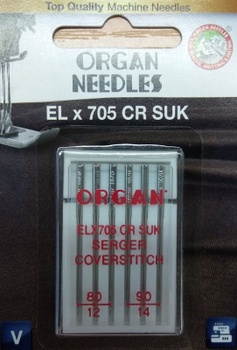 Top Quality Machine Needles
ORGAN
NEEDLES
EL x 705 CR SUK
ORGAN
ELX705 CR SUK
SERGER
COVERSTITCH
80 90
12 14
V